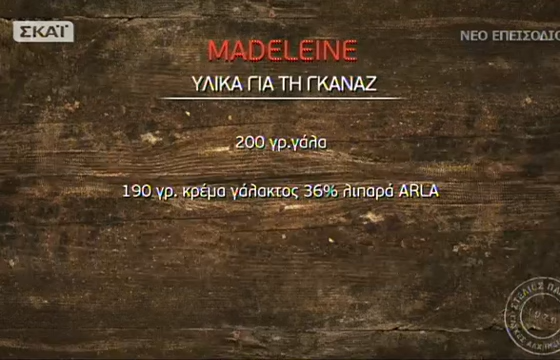 ΣΚΑΪ
ΝΕΟ ΕΠΕΙΣΟΔΙΟ
MADELEINE
ΥΛΙΚΑ ΓΙΑ ΤΗ ΓΚΑΝΑΖ
200 γρ.γάλα
190 γρ. κρέμα γάλακτος 36% λιπαρά ARLA